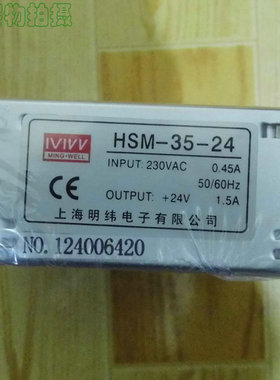 实物拍摄
IVIVV
MING-WELL
HSM-35-24
INPUT: 230VAC 0.45A
50/60Hz
OUTPUT: +24V 1.5A
CE
上海明纬电子有限公司
NO. 124006420